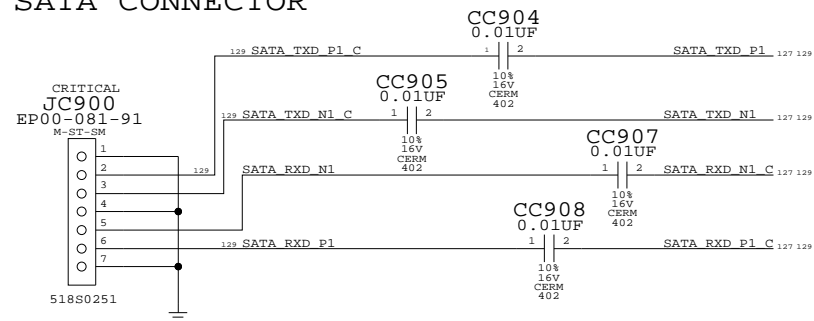 SATA CONNECTOR
CC904
0.01UF
129 SATA_TXD_P1_C
1 2
SATA_TXD_P1 127 129
10%
16V
CERM
402
CC905
0.01UF
129 SATA_TXD_N1_C
1 2
SATA_TXD_N1 127 129
10%
16V
CERM
402
CRITICAL
JC900
EP00-081-91
M-ST-SM
1
2
3
4
5
6
7
518S0251
129
CC907
0.01UF
SATA_RXD_N1
1 2
SATA_RXD_N1_C 127 129
10%
16V
CERM
402
CC908
0.01UF
129 SATA_RXD_P1
1 2
SATA_RXD_P1_C 127 129
10%
16V
CERM
402